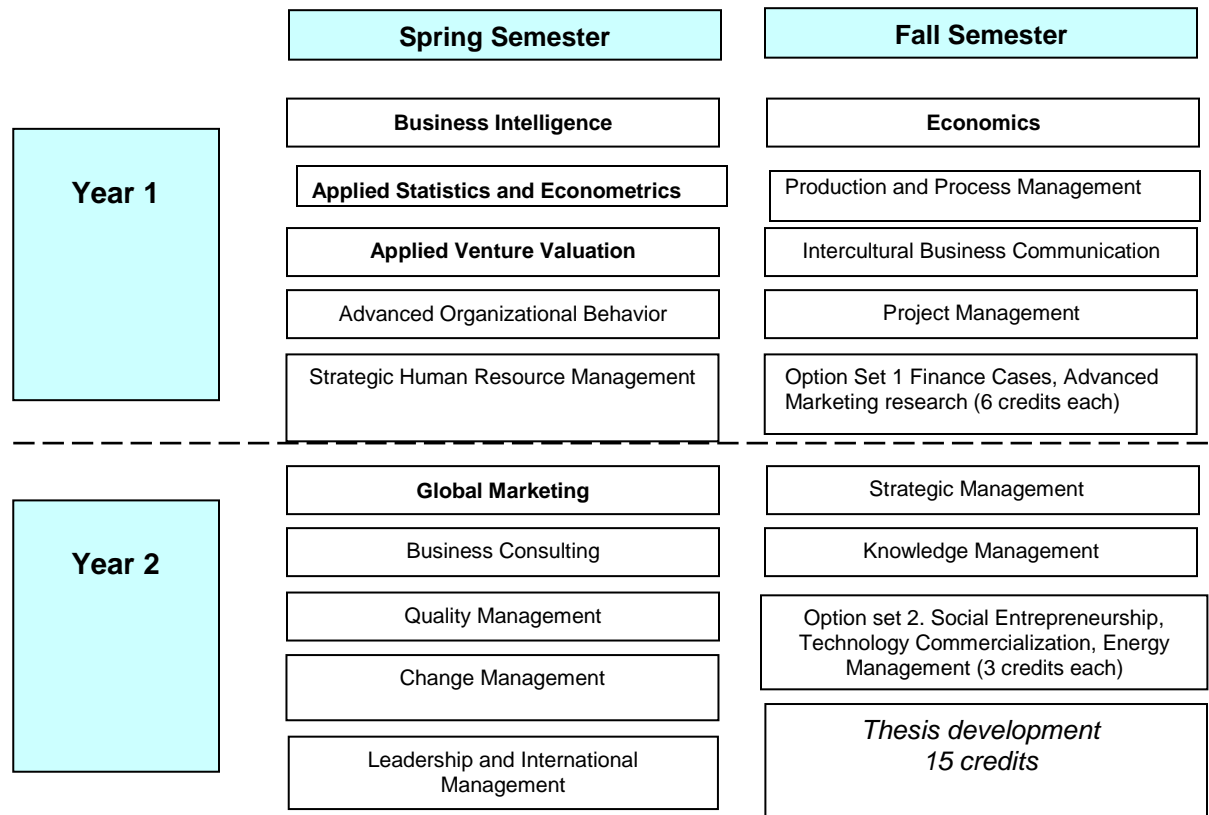 Spring Semester
Fall Semester
Year 1
Business Intelligence
Economics
Applied Statistics and Econometrics
Production and Process Management
Applied Venture Valuation
Intercultural Business Communication
Advanced Organizational Behavior
Project Management
Strategic Human Resource Management
Option Set 1 Finance Cases, Advanced
Marketing research (6 credits each)
Year 2
Global Marketing
Strategic Management
Business Consulting
Knowledge Management
Quality Management
Option set 2. Social Entrepreneurship,
Technology Commercialization, Energy
Management (3 credits each)
Change Management
Thesis development
15 credits
Leadership and International
Management